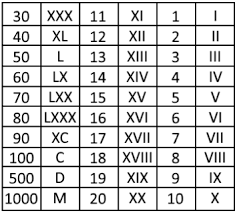 30 XXX 11 XI 1 I
40 XL 12 XII 2 II
50 L 13 XIII 3 III
60 LX 14 XIV 4 IV
70 LXX 15 XV 5 V
80 LXXX 16 XVI 6 VI
90 XC 17 XVII 7 VII
100 C 18 XVIII 8 VIII
500 D 19 XIX 9 IX
1000 M 20 XX 10 X